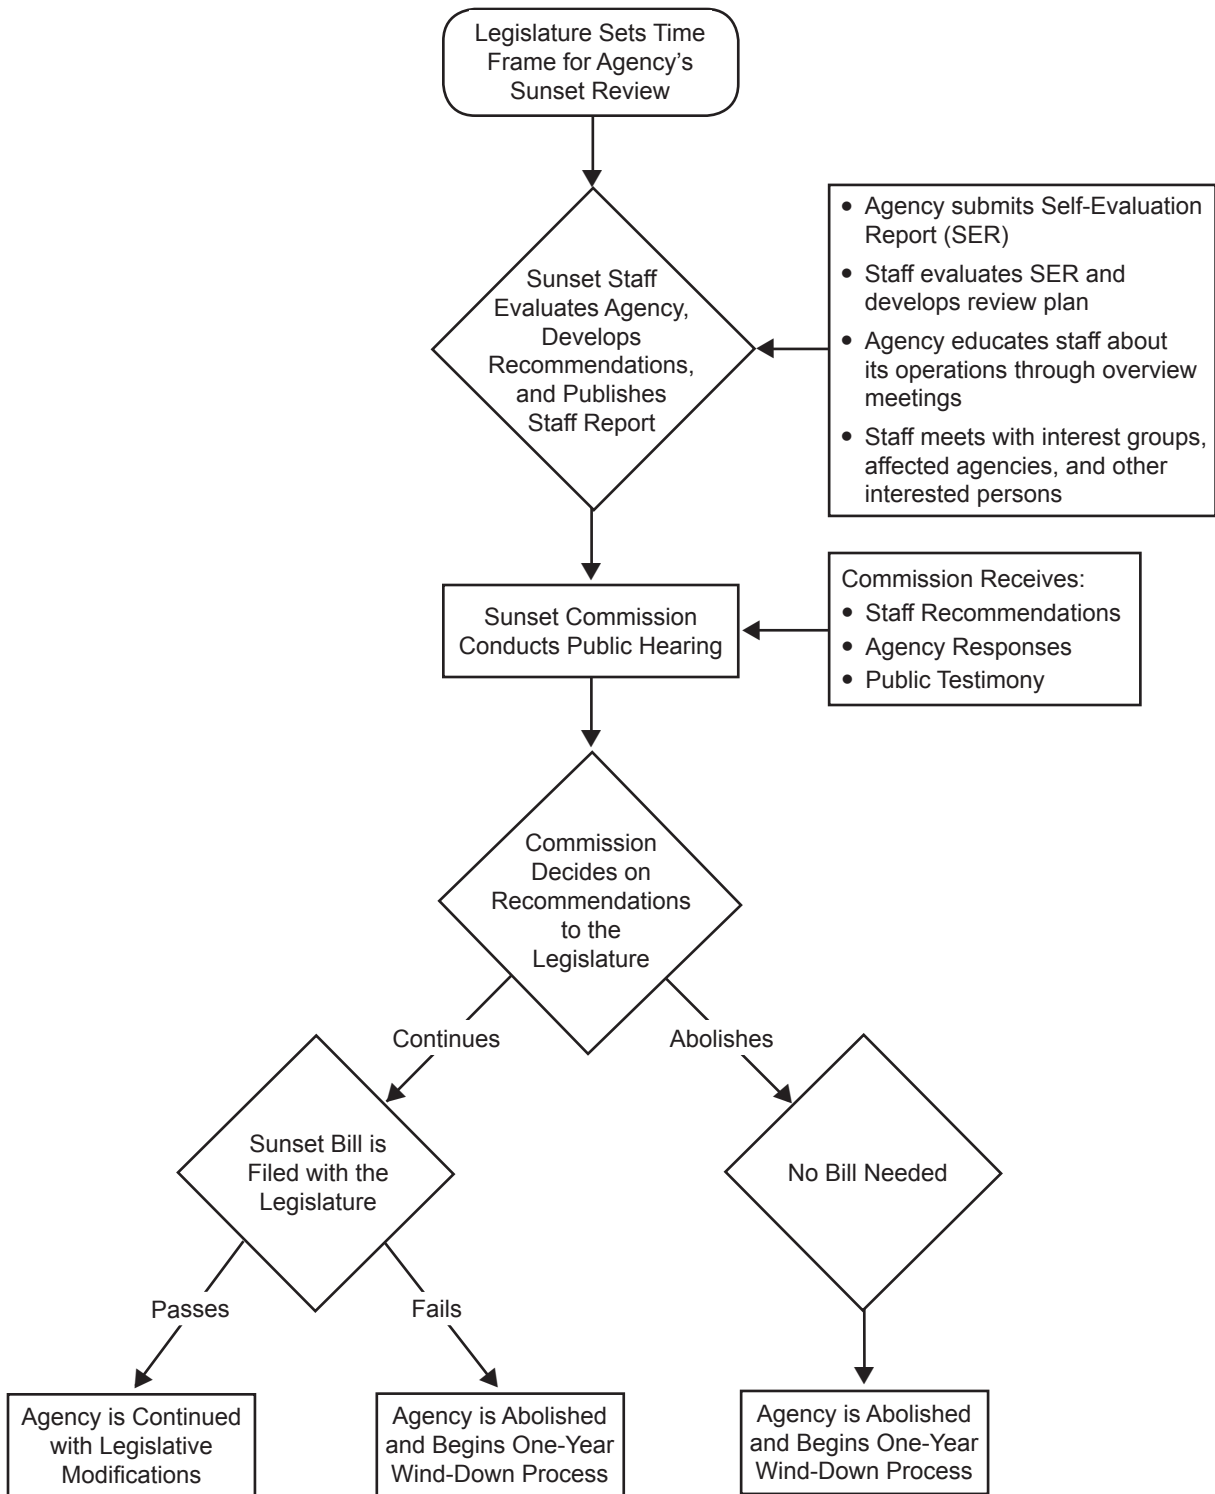 Legislature Sets Time
Frame for Agency's
Sunset Review
Sunset Staff
Evaluates Agency,
Develops
Recommendations,
and Publishes
Staff Report
• Agency submits Self-Evaluation
Report (SER)
• Staff evaluates SER and
develops review plan
• Agency educates staff about
its operations through overview
meetings
• Staff meets with interest groups,
affected agencies, and other
interested persons
Sunset Commission
Conducts Public Hearing
Commission Receives:
• Staff Recommendations
• Agency Responses
• Public Testimony
Commission
Decides on
Recommendations
to the
Legislature
Continues
Abolishes
Sunset Bill is
Filed with the
Legislature
No Bill Needed
Passes
Fails
Agency is Continued
with Legislative
Modifications
Agency is Abolished
and Begins One-Year
Wind-Down Process
Agency is Abolished
and Begins One-Year
Wind-Down Process